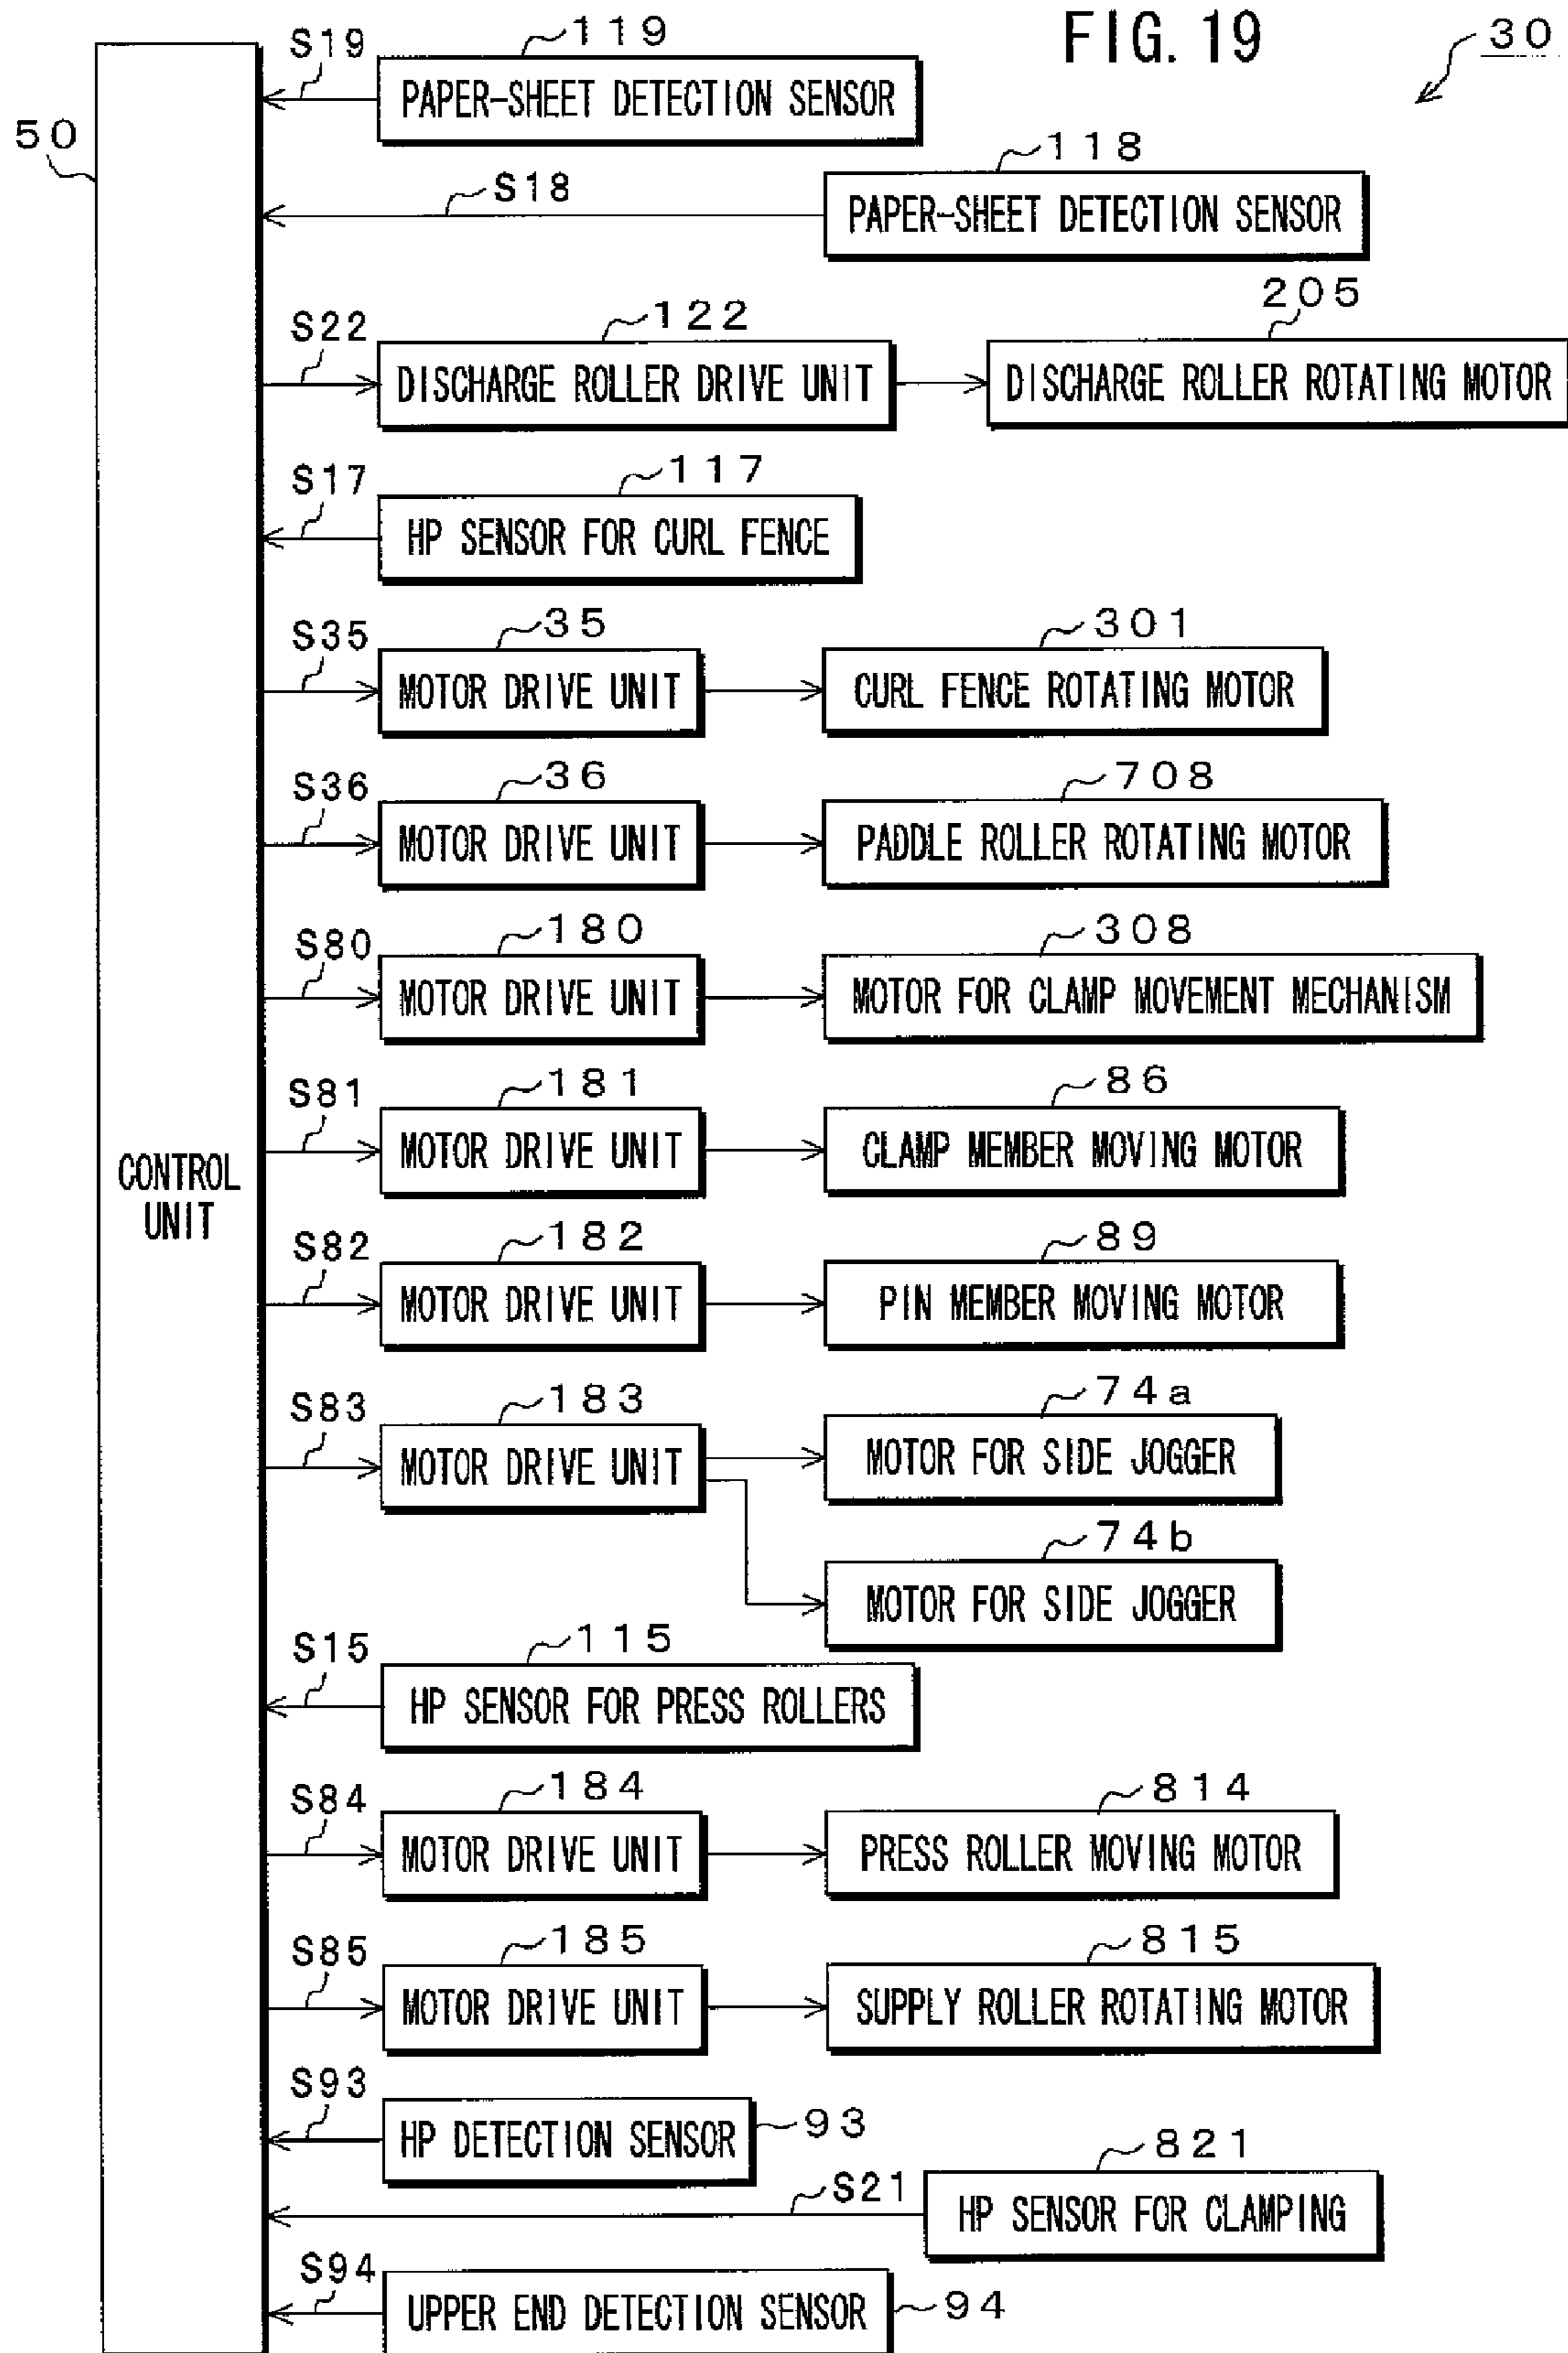 FIG. 19
30
50
CONTROL
UNIT
S19
119
PAPER-SHEET DETECTION SENSOR
S18
118
PAPER-SHEET DETECTION SENSOR
S22
122
DISCHARGE ROLLER DRIVE UNIT
205
DISCHARGE ROLLER ROTATING MOTOR
S17
117
HP SENSOR FOR CURL FENCE
S35
35
MOTOR DRIVE UNIT
301
CURL FENCE ROTATING MOTOR
S36
36
MOTOR DRIVE UNIT
708
PADDLE ROLLER ROTATING MOTOR
S80
180
MOTOR DRIVE UNIT
308
MOTOR FOR CLAMP MOVEMENT MECHANISM
S81
181
MOTOR DRIVE UNIT
86
CLAMP MEMBER MOVING MOTOR
S82
182
MOTOR DRIVE UNIT
89
PIN MEMBER MOVING MOTOR
S83
183
MOTOR DRIVE UNIT
74a
MOTOR FOR SIDE JOGGER
74b
MOTOR FOR SIDE JOGGER
S15
115
HP SENSOR FOR PRESS ROLLERS
S84
184
MOTOR DRIVE UNIT
814
PRESS ROLLER MOVING MOTOR
S85
185
MOTOR DRIVE UNIT
815
SUPPLY ROLLER ROTATING MOTOR
S93
HP DETECTION SENSOR
93
S21
821
HP SENSOR FOR CLAMPING
S94
UPPER END DETECTION SENSOR
94